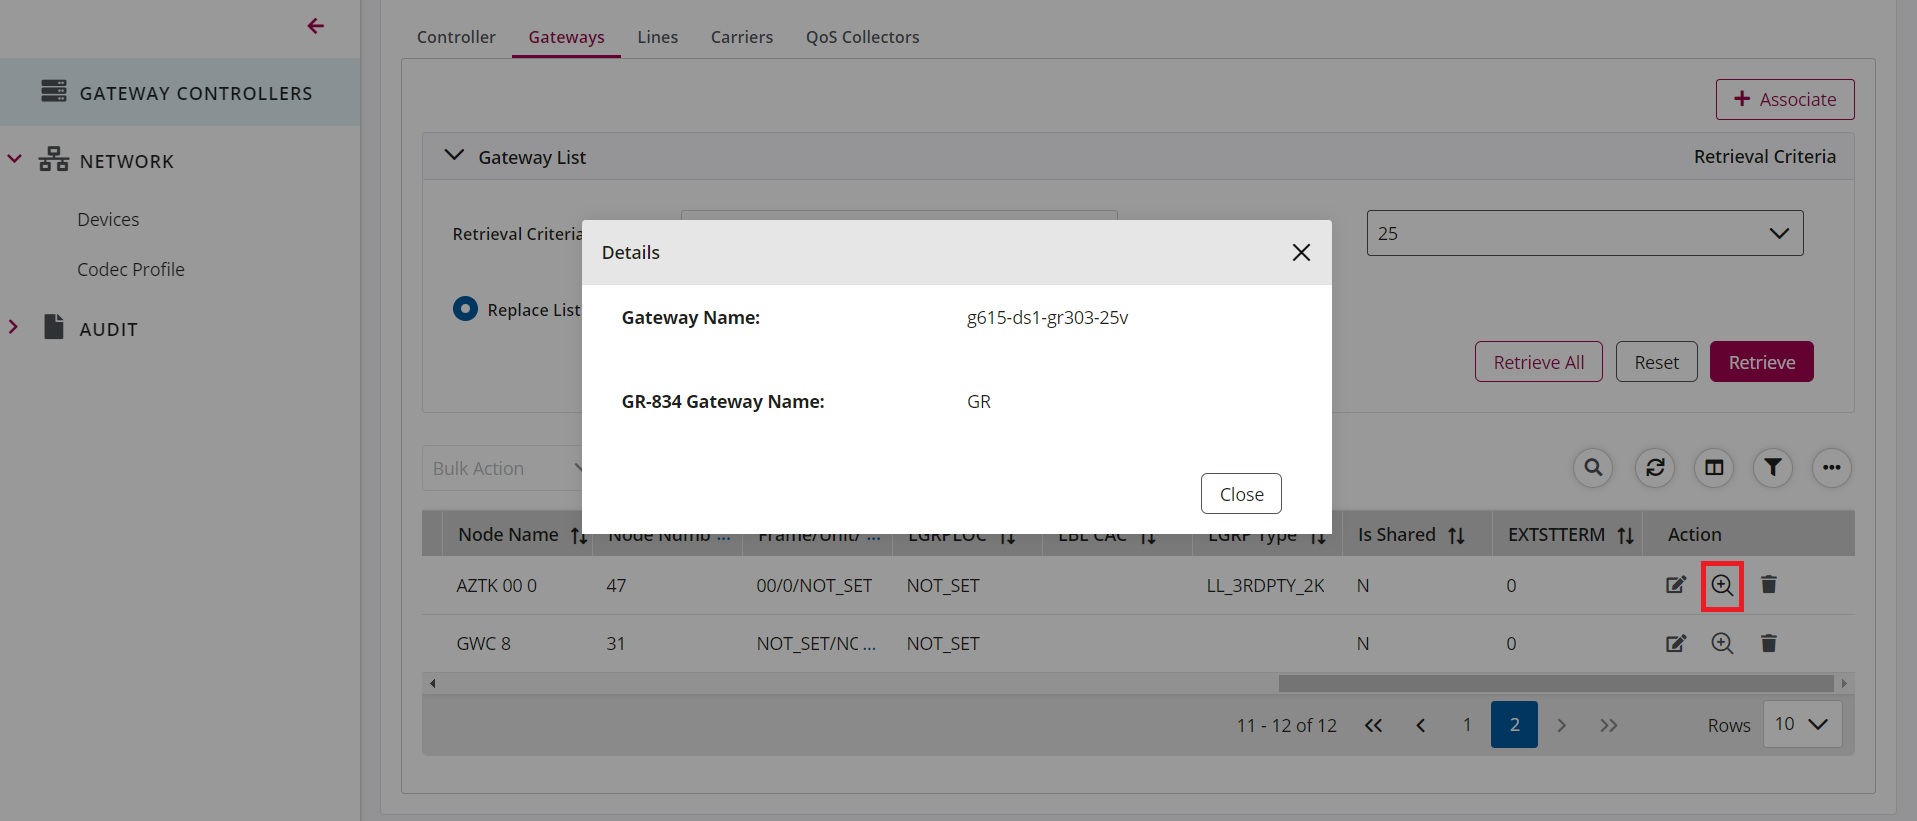 Controller Gateways Lines Carriers QoS Collectors
GATEWAY CONTROLLERS
Associate
NETWORK
Gateway List Retrieval Criteria
Devices
Retrieval Criteria 25
Details
Codec Profile
Replace List
Gateway Name: g615-ds1-gr303-25v
AUDIT
Retrieve All Reset Retrieve
GR-834 Gateway Name: GR
Bulk Action
Close
Node Name Node Numb ... Frame/Unit/ ... LGRPLOC LBL CAC LGRP Type Is Shared EXTSTTERM Action
AZTK 00 0 47 00/0/NOT_SET NOT_SET LL_3RDPTY_2K N 0
GWC 8 31 NOT_SET/NO ... NOT_SET N 0
11 - 12 of 12 1 2 Rows 10